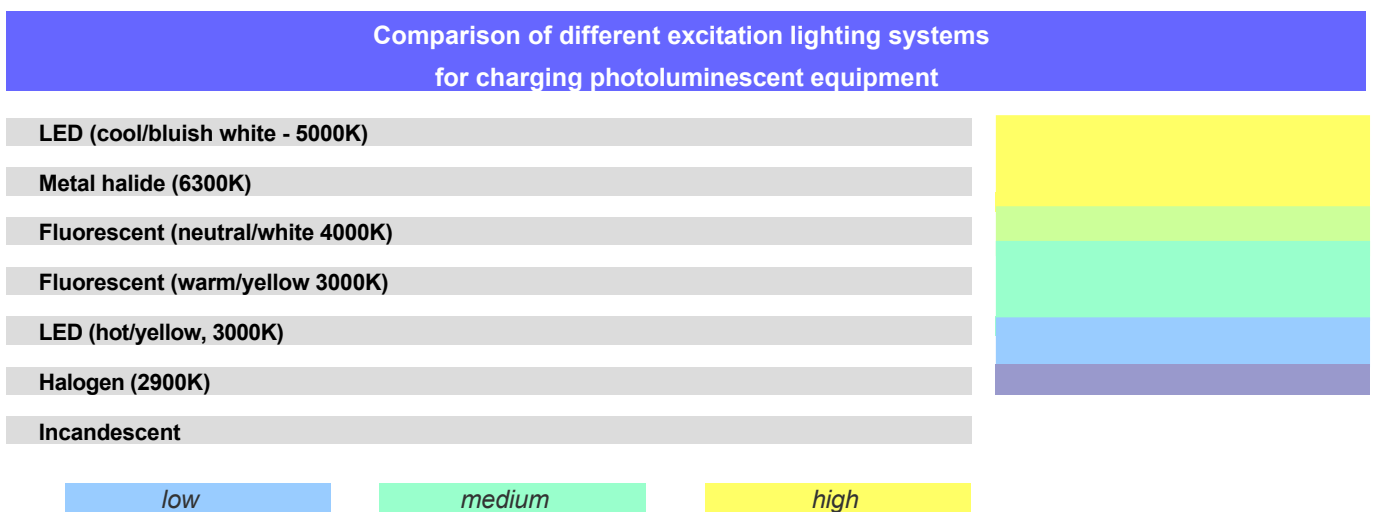 Comparison of different excitation lighting systems
for charging photoluminescent equipment
LED (cool/bluish white - 5000K)
Metal halide (6300K)
Fluorescent (neutral/white 4000K)
Fluorescent (warm/yellow 3000K)
LED (hot/yellow, 3000K)
Halogen (2900K)
Incandescent
low medium high